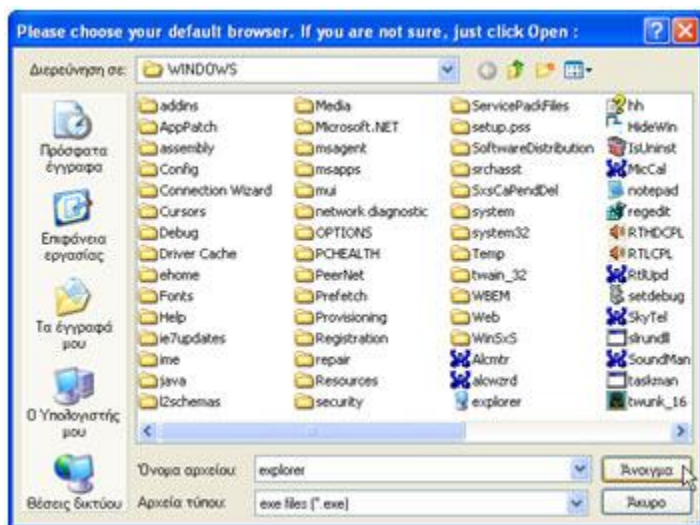 Please choose your default browser. If you are not sure, just click Open :
Διερεύνηση σε:
WINDOWS
Πρόσφατα
έγγραφα
Επιφάνεια
εργασίας
Τα έγγραφά
μου
Ο Υπολογιστής
μου
Θέσεις δικτύου
addins
AppPatch
assembly
Config
Connection Wizard
Cursors
Debug
Driver Cache
ehome
Fonts
Help
ie7updates
ime
java
l2schemas
Media
Microsoft.NET
msagent
msapps
mui
network diagnostic
OPTIONS
PCHEALTH
PeerNet
Prefetch
Provisioning
Registration
repair
Resources
security
ServicePackFiles
setup.pss
SoftwareDistribution
srchasst
SxsCaPendDel
system
system32
Temp
twain_32
WBEM
Web
WinSxS
Alcmtr
alcwzrd
explorer
hh
HideWin
IsUninst
MicCal
notepad
regedit
RTHDCPL
RTLCPL
RtlUpd
setdebug
SkyTel
slrundll
SoundMan
taskman
twunk_16
Όνομα αρχείου:
explorer
Άνοιγμα
Αρχεία τύπου:
exe files (*.exe)
Άκυρο